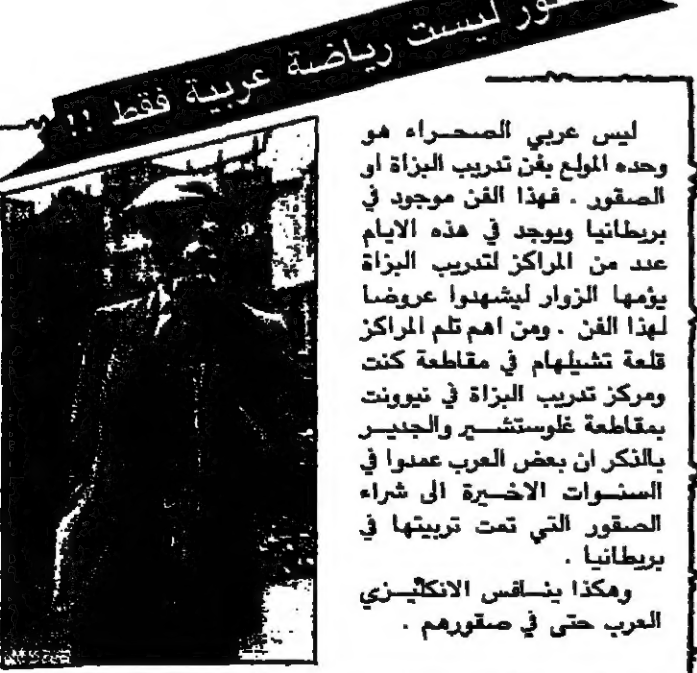 ليست رياضة عربية فقط !!
ليس عربي الصحراء هو
وحده المولع بفن تدريب البزاة او
الصقور . فهذا الفن موجود في
بريطانيا ويوجد في هذه الايام
عدد من المراكز لتدريب البزاة
يؤمها الزوار ليشهدوا عروضا
لهذا الفن . ومن اهم تلم المراكز
قلعة تشيلهام في مقاطعة كنت
ومركز تدريب البزاة في نيوونت
بمقاطعة غلوستشير والجدير
بالذكر ان بعض العرب عمدوا في
السنوات الاخيرة الى شراء
الصقور التي تمت تربيتها في
بريطانيا .
وهكذا ينافس الانكليزي
العرب حتى في صقورهم .